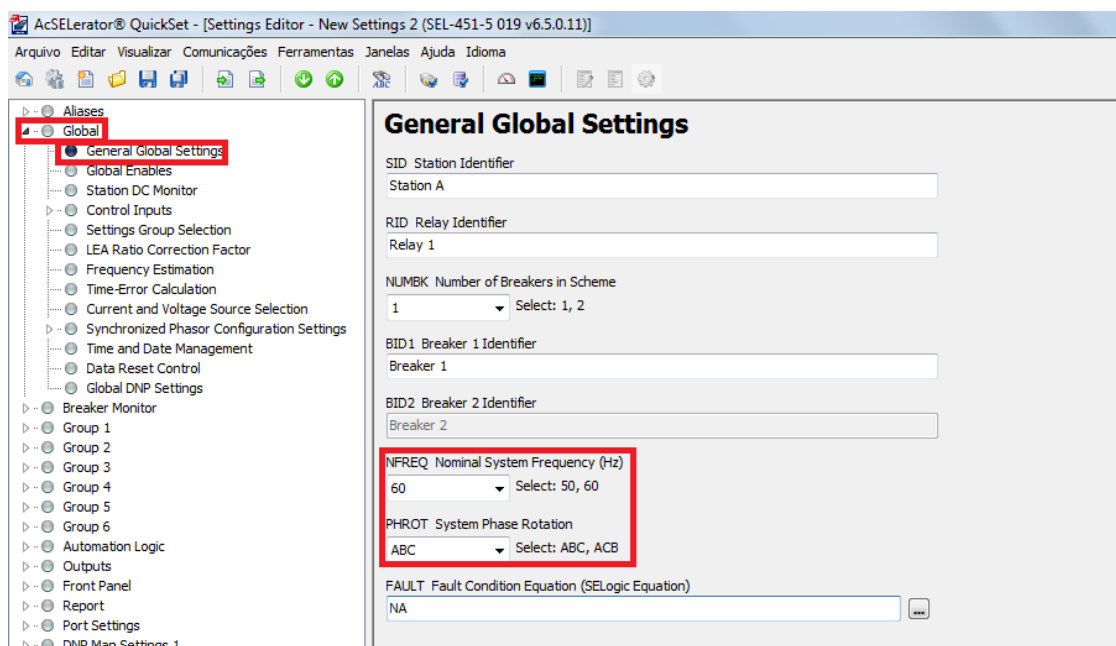 AcSELerator® QuickSet - [Settings Editor - New Settings 2 (SEL-451-5 019 v6.5.0.11)]
Arquivo Editar Visualizar Comunicações Ferramentas Janelas Ajuda Idioma
Aliases
Global
General Global Settings
Global Enables
Station DC Monitor
Control Inputs
Settings Group Selection
LEA Ratio Correction Factor
Frequency Estimation
Time-Error Calculation
Current and Voltage Source Selection
Synchronized Phasor Configuration Settings
Time and Date Management
Data Reset Control
Global DNP Settings
Breaker Monitor
Group 1
Group 2
Group 3
Group 4
Group 5
Group 6
Automation Logic
Outputs
Front Panel
Report
Port Settings
DNP Map Settings 1
General Global Settings
SID Station Identifier
Station A
RID Relay Identifier
Relay 1
NUMBK Number of Breakers in Scheme
1 Select: 1, 2
BID1 Breaker 1 Identifier
Breaker 1
BID2 Breaker 2 Identifier
Breaker 2
NFREQ Nominal System Frequency (Hz)
60 Select: 50, 60
PHROT System Phase Rotation
ABC Select: ABC, ACB
FAULT Fault Condition Equation (SELogic Equation)
NA
...